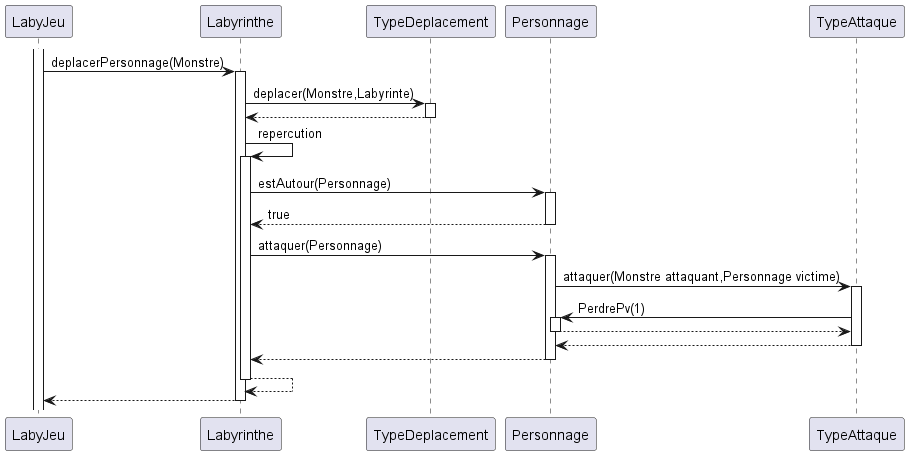 LabyJeu
Labyrinthe
TypeDeplacement
Personnage
TypeAttaque
deplacerPersonnage(Monstre)
deplacer(Monstre,Labyrinte)
repercution
estAutour(Personnage)
true
attaquer(Personnage)
attaquer(Monstre attaquant,Personnage victime)
PerdrePv(1)
LabyJeu
Labyrinthe
TypeDeplacement
Personnage
TypeAttaque